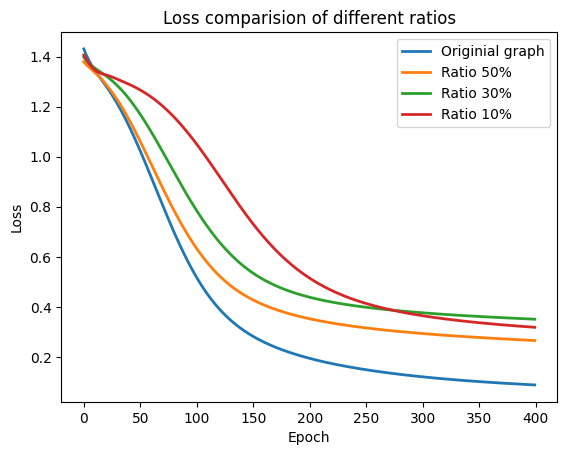 Loss comparision of different ratios
Originial graph
Ratio 50%
Ratio 30%
Ratio 10%
Loss
1.4
1.2
1.0
0.8
0.6
0.4
0.2
0 50 100 150 200 250 300 350 400
Epoch